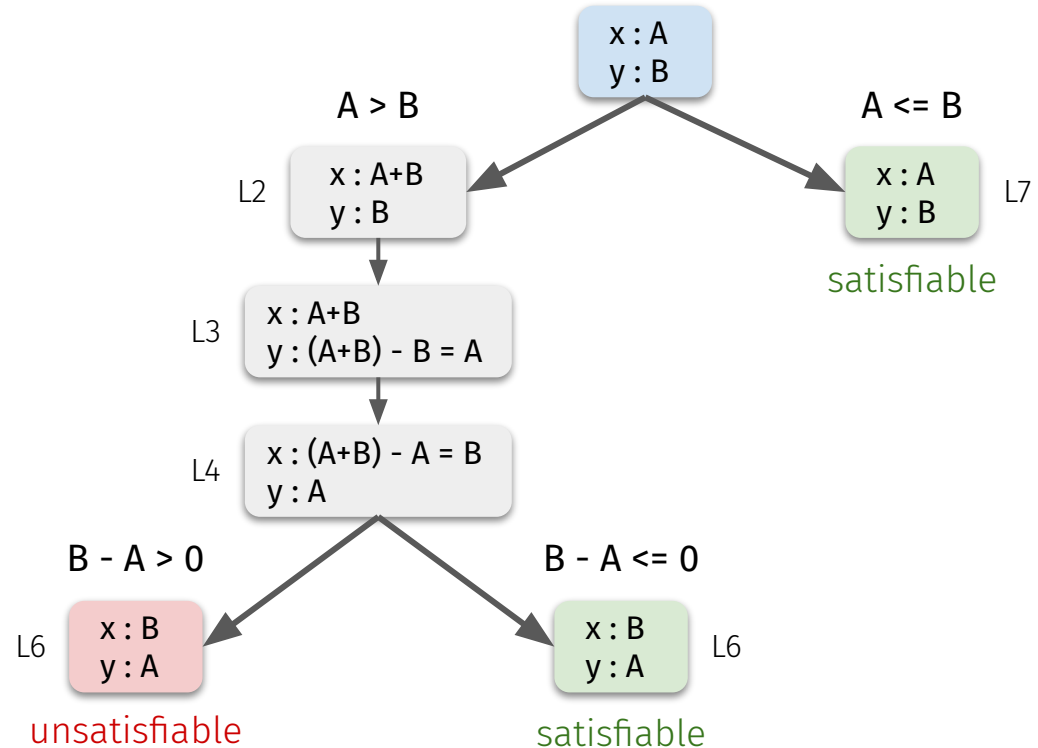 x : A
y : B
A > B
A <= B
L2
x : A+B
y : B
x : A
y : B
L7
satisfiable
L3
x : A+B
y : (A+B) - B = A
L4
x : (A+B) - A = B
y : A
B - A > 0
B - A <= 0
L6
x : B
y : A
x : B
y : A
L6
unsatisfiable
satisfiable